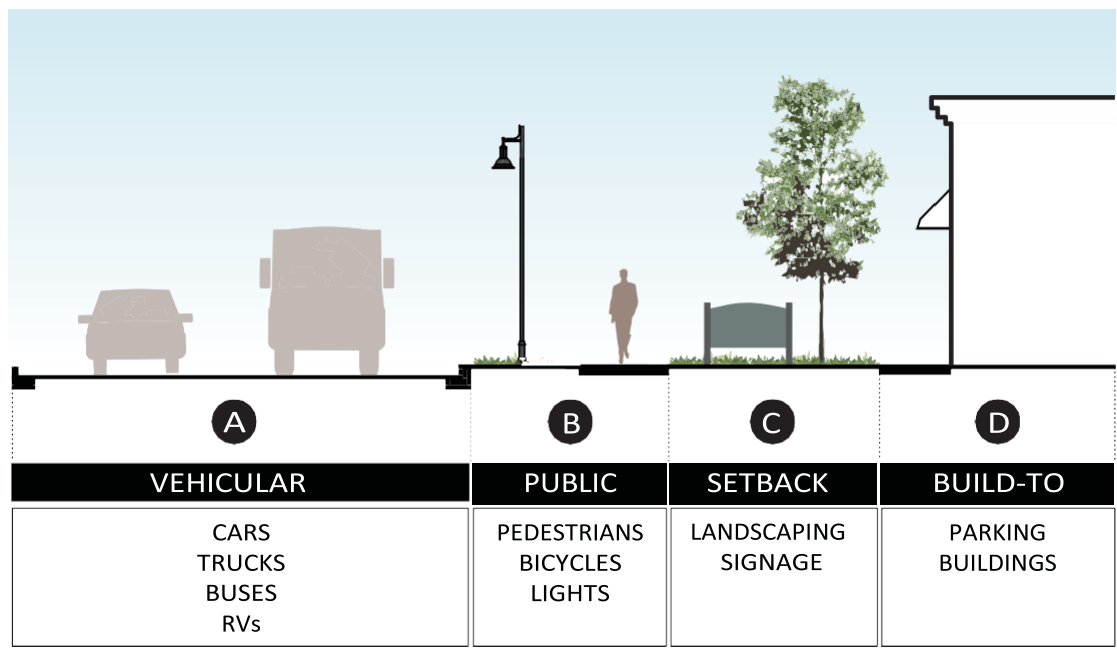 A
B
C
D
VEHICULAR
PUBLIC
SETBACK
BUILD-TO
CARS
TRUCKS
BUSES
RVs
PEDESTRIANS
BICYCLES
LIGHTS
LANDSCAPING
SIGNAGE
PARKING
BUILDINGS